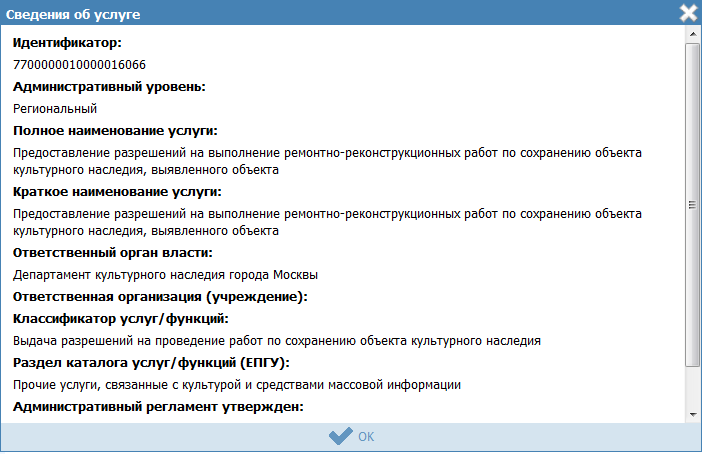 Сведения об услуге
Идентификатор:
7700000010000016066
Административный уровень:
Региональный
Полное наименование услуги:
Предоставление разрешений на выполнение ремонтно-реконструкционных работ по сохранению объекта
культурного наследия, выявленного объекта
Краткое наименование услуги:
Предоставление разрешений на выполнение ремонтно-реконструкционных работ по сохранению объекта
культурного наследия, выявленного объекта
Ответственный орган власти:
Департамент культурного наследия города Москвы
Ответственная организация (учреждение):
Классификатор услуг/функций:
Выдача разрешений на проведение работ по сохранению объекта культурного наследия
Раздел каталога услуг/функций (ЕПГУ):
Прочие услуги, связанные с культурой и средствами массовой информации
Административный регламент утвержден:
ОК